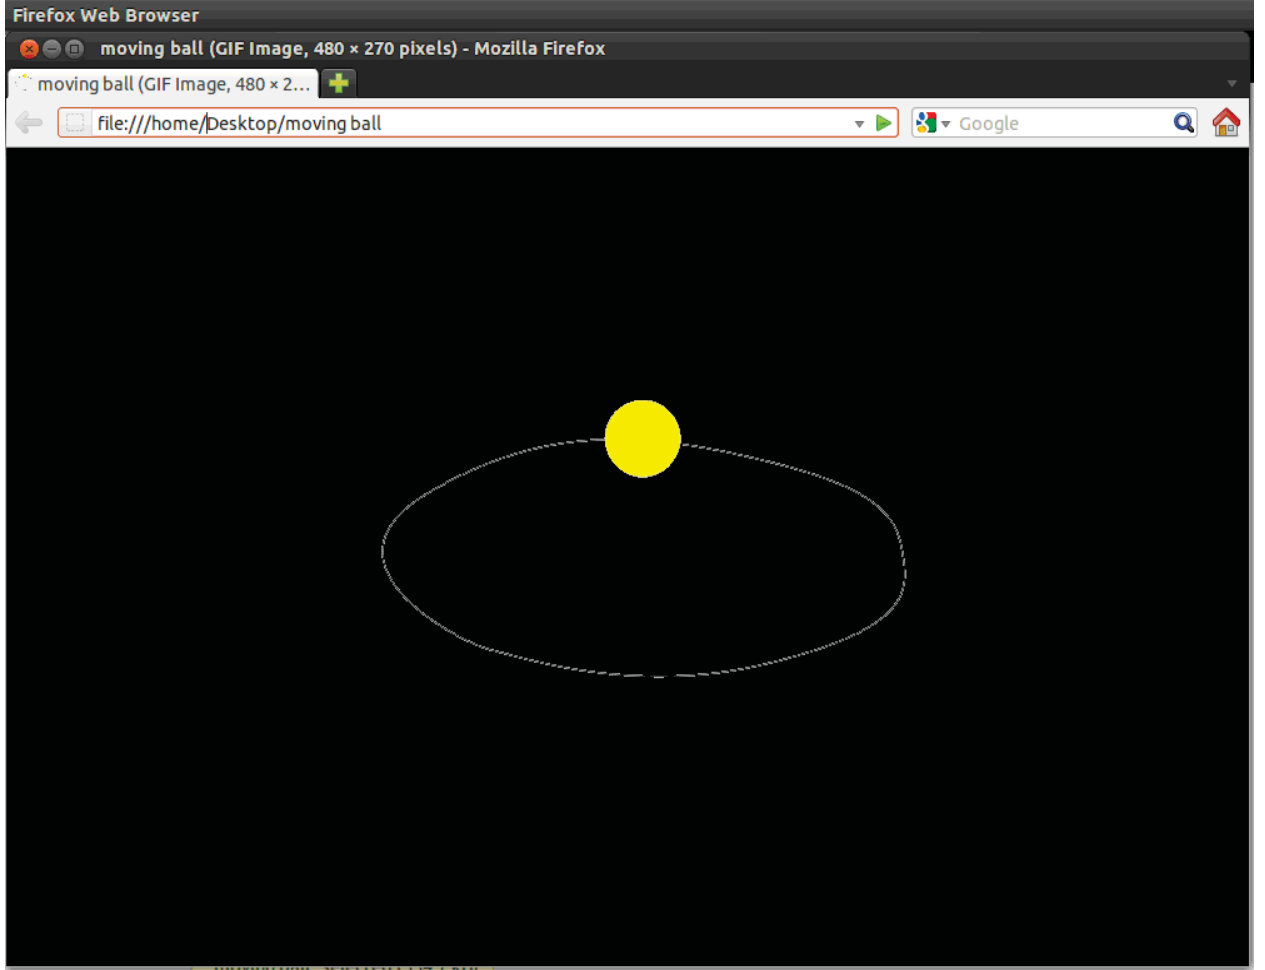 Firefox Web Browser
moving ball (GIF Image, 480 × 270 pixels) - Mozilla Firefox
moving ball (GIF Image, 480 × 2...
file:///home/Desktop/moving ball
Google